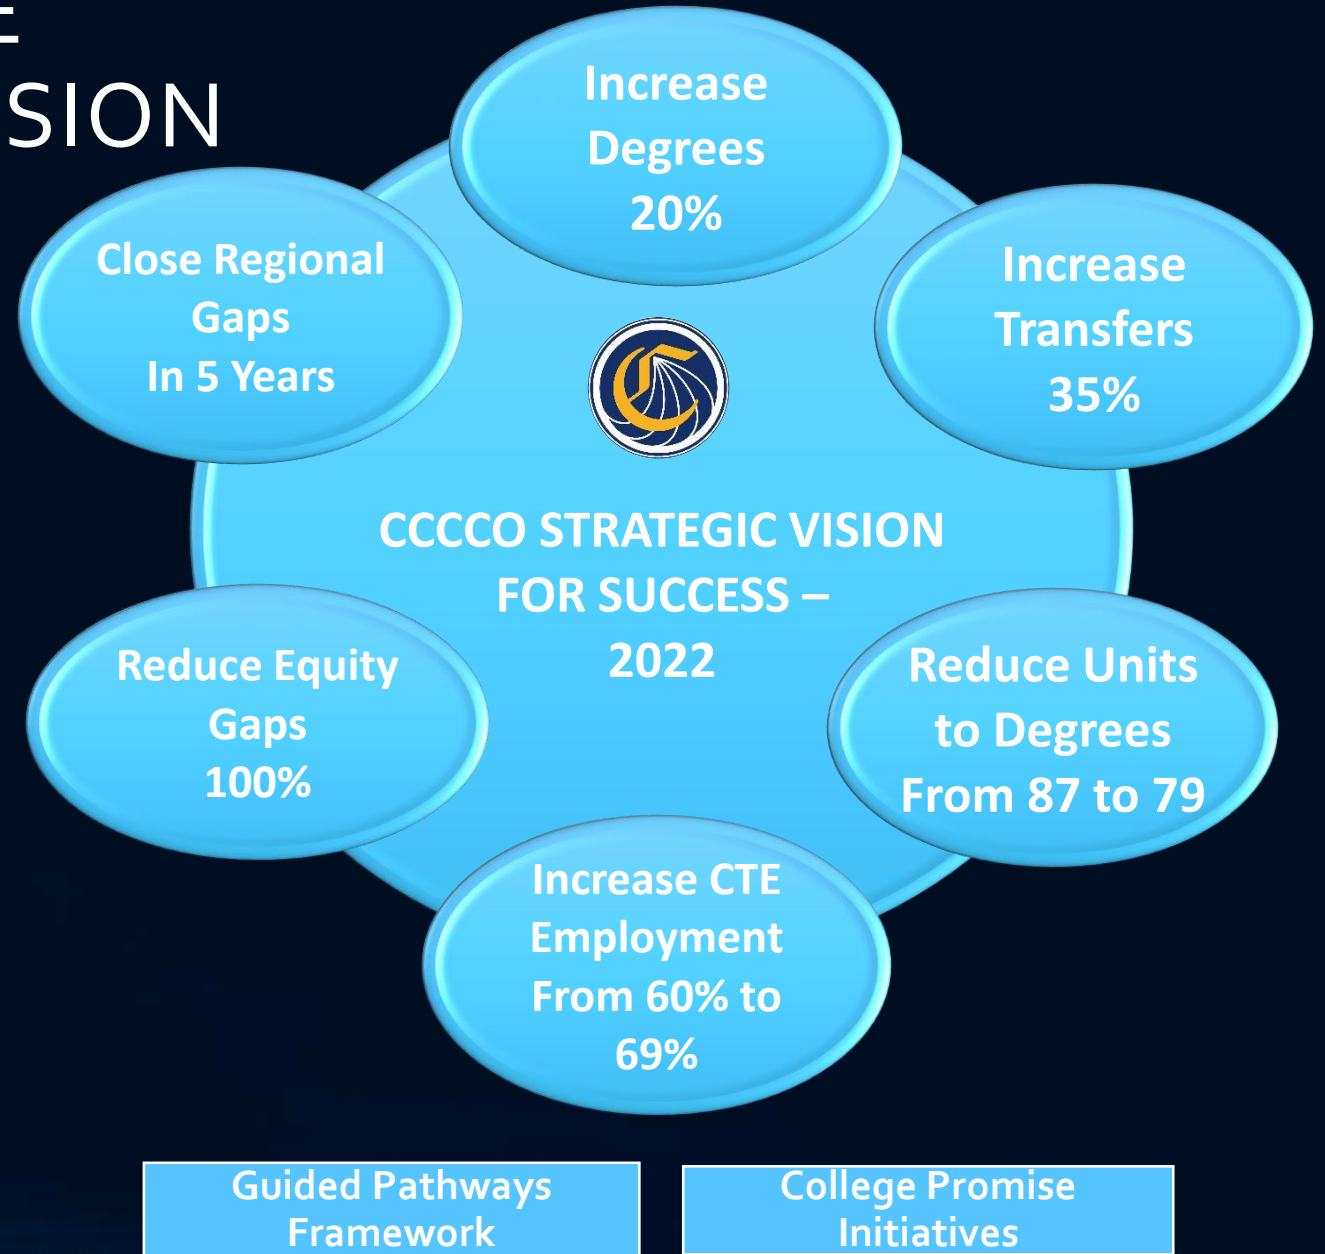 SION
Increase
Degrees
20%
Close Regional
Gaps
In 5 Years
Increase
Transfers
35%
CCCCO STRATEGIC VISION
FOR SUCCESS –
2022
Reduce Equity
Gaps
100%
Reduce Units
to Degrees
From 87 to 79
Increase CTE
Employment
From 60% to
69%
Guided Pathways
Framework
College Promise
Initiatives